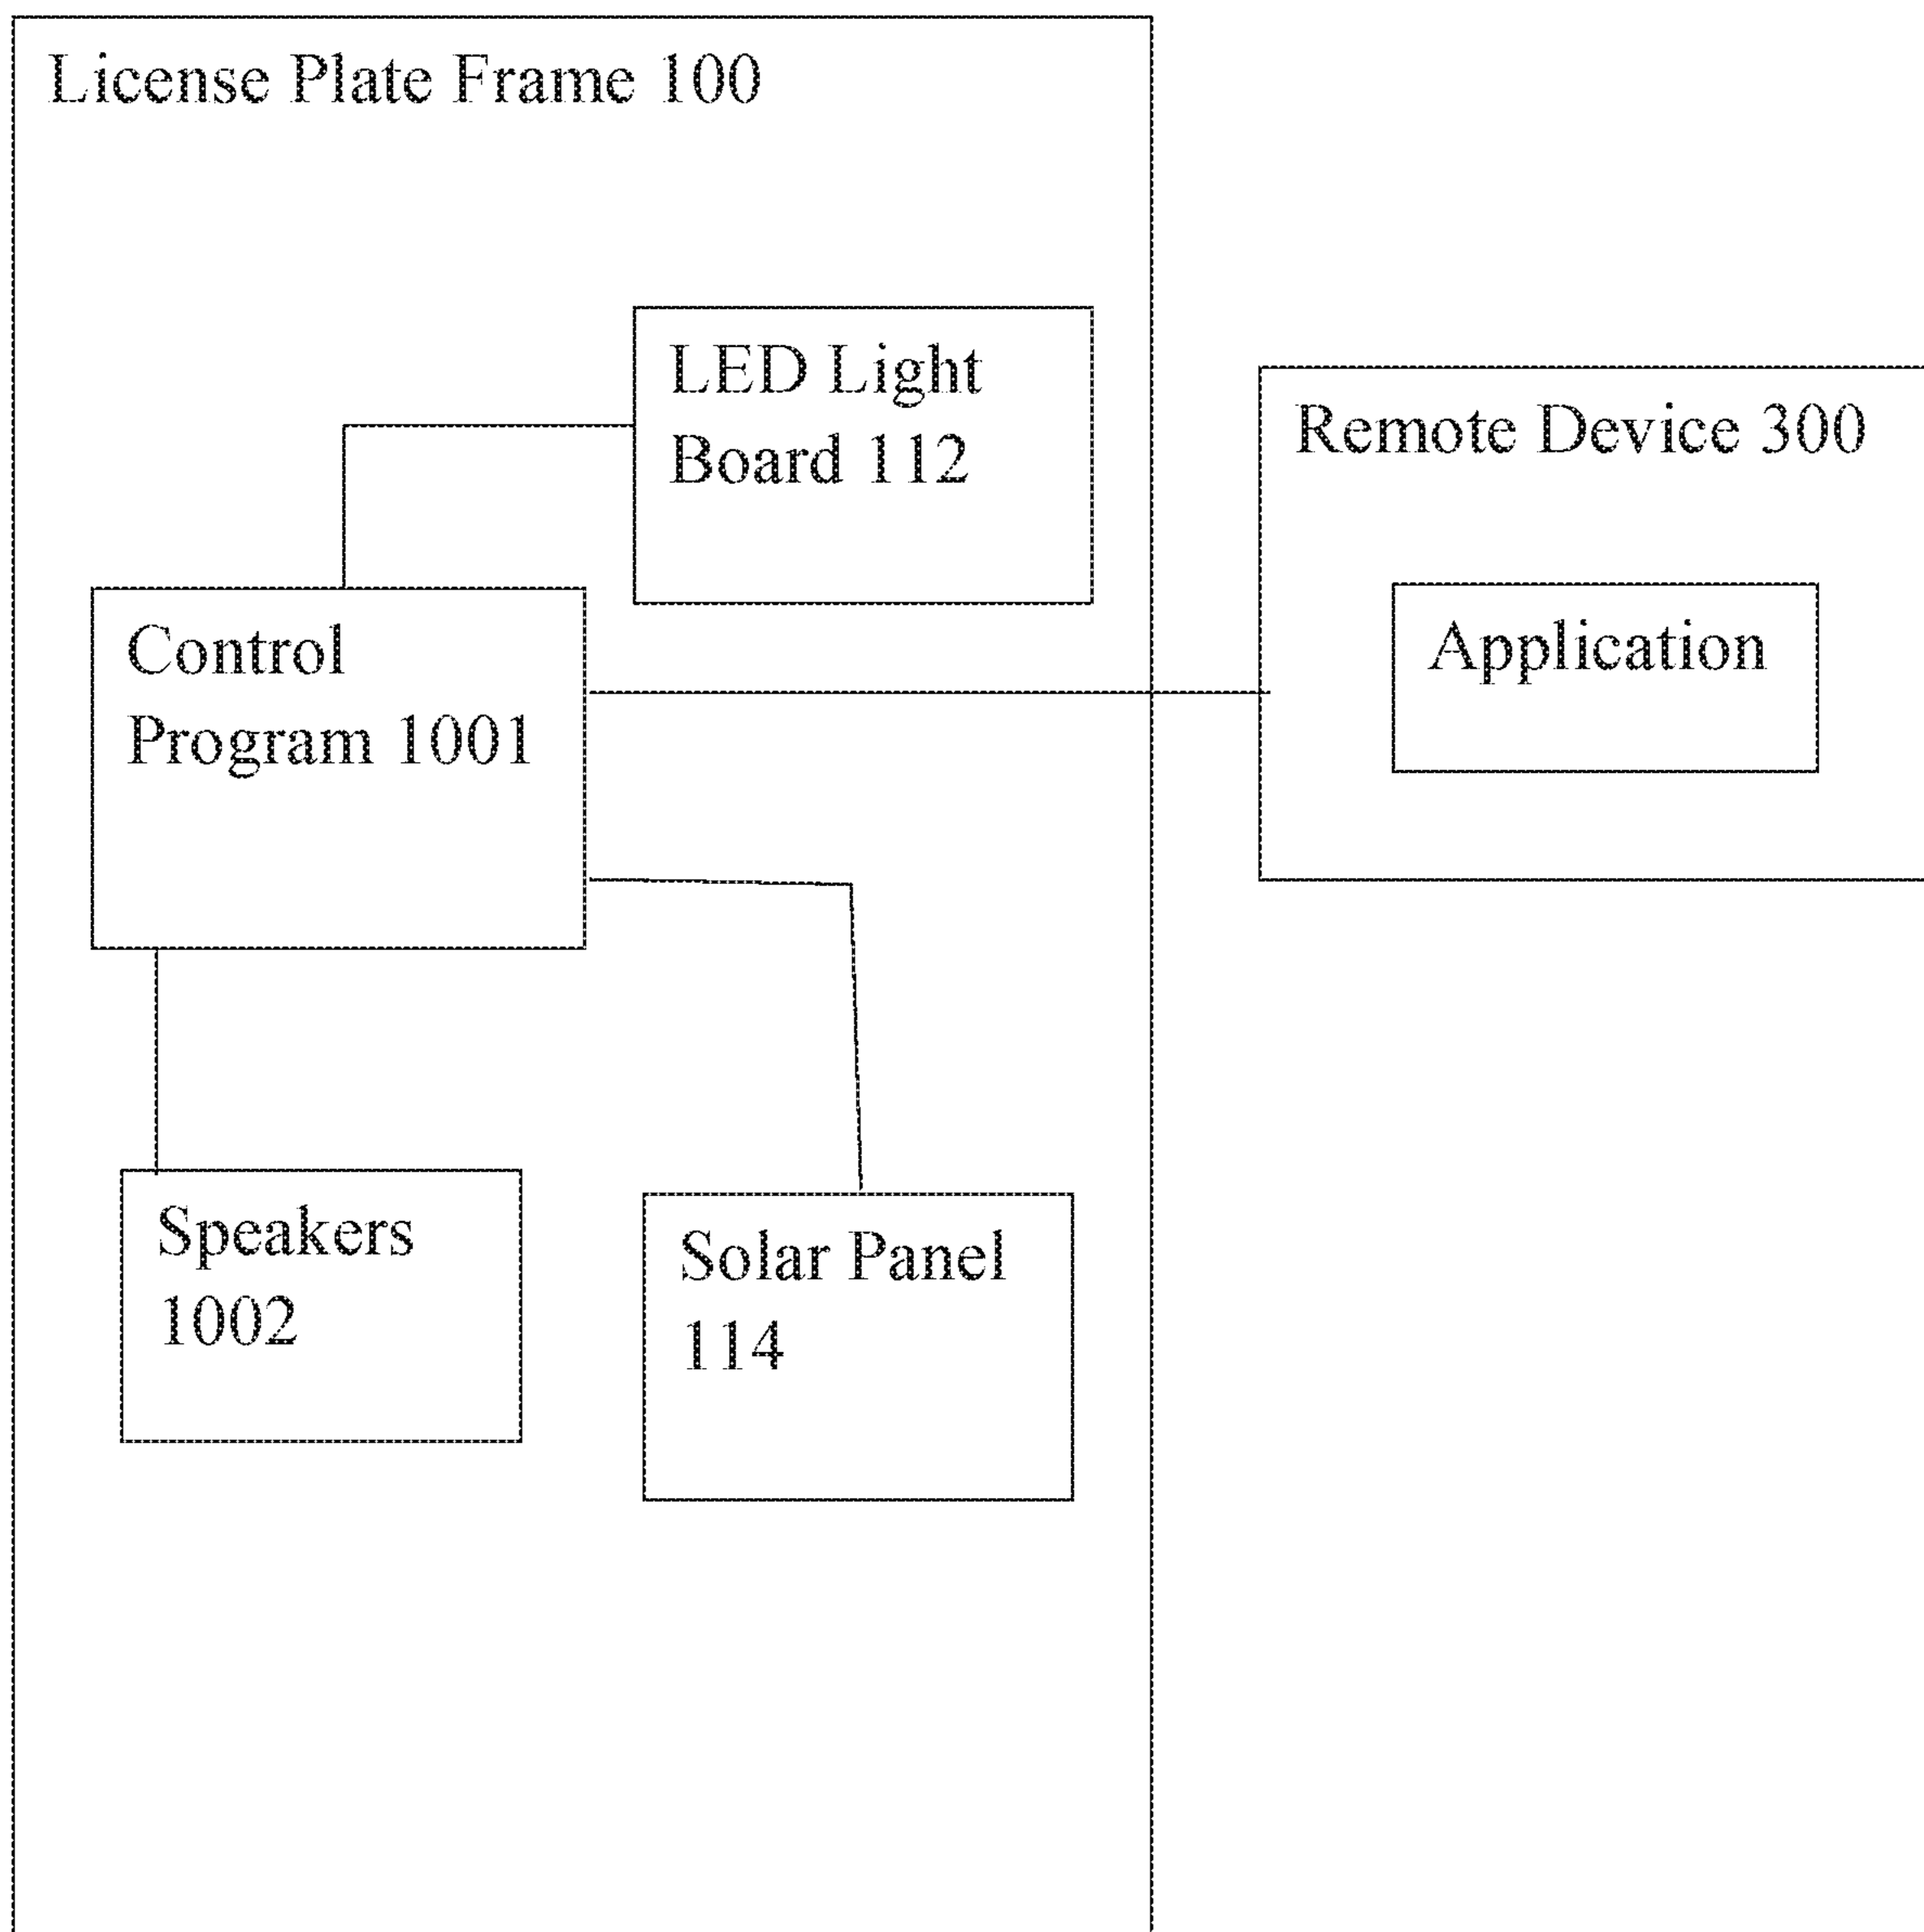 License Plate Frame 100
LED Light
Board 112
Remote Device 300
Application
Control
Program 1001
Speakers
1002
Solar Panel
114